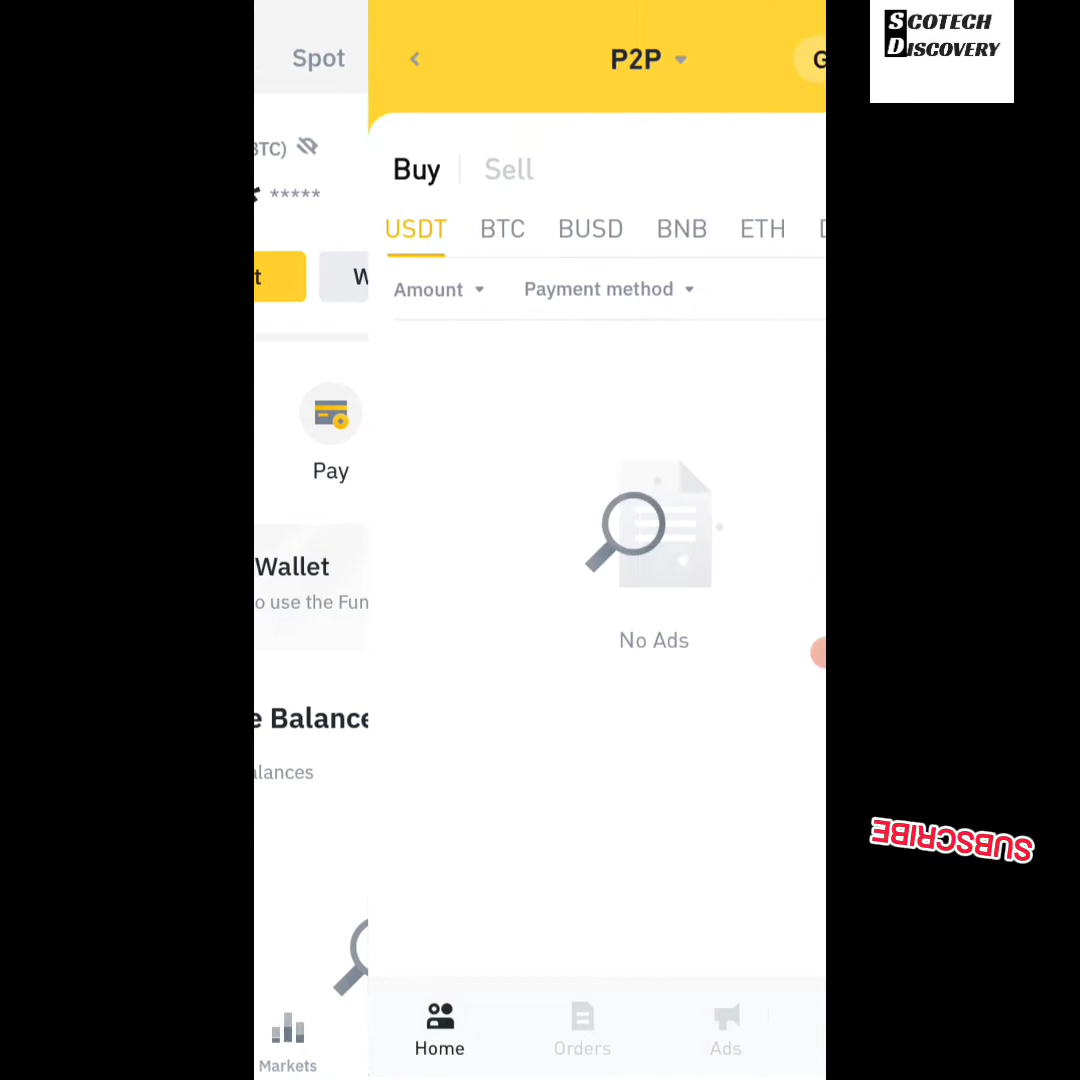 SCOTECH
DISCOVERY
Spot
BTC)
*****
Wallet
o use the Fun
e Balance
alances
Pay
Markets
P2P
Buy
Sell
USDT
BTC
BUSD
BNB
ETH
Amount
Payment method
No Ads
Home
Orders
Ads
SUBSCRIBE